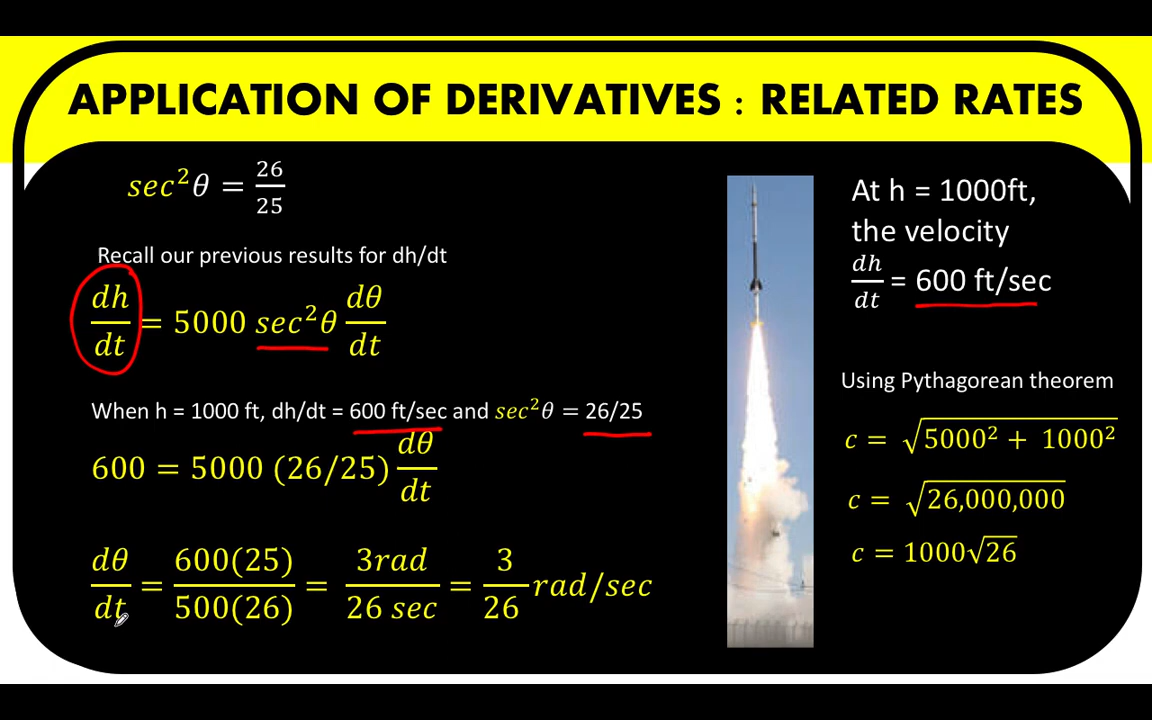 APPLICATION OF DERIVATIVES : RELATED RATES
sec²θ = 26/25
Recall our previous results for dh/dt
dh/dt = 5000 sec²θ dθ/dt
When h = 1000 ft, dh/dt = 600 ft/sec and sec²θ = 26/25
600 = 5000 (26/25) dθ/dt
dθ/dt = 600(25)/500(26) = 3rad/26 sec = 3/26 rad/sec
At h = 1000ft,
the velocity
dh/dt = 600 ft/sec
Using Pythagorean theorem
c = √5000² + 1000²
c = √26,000,000
c = 1000√26